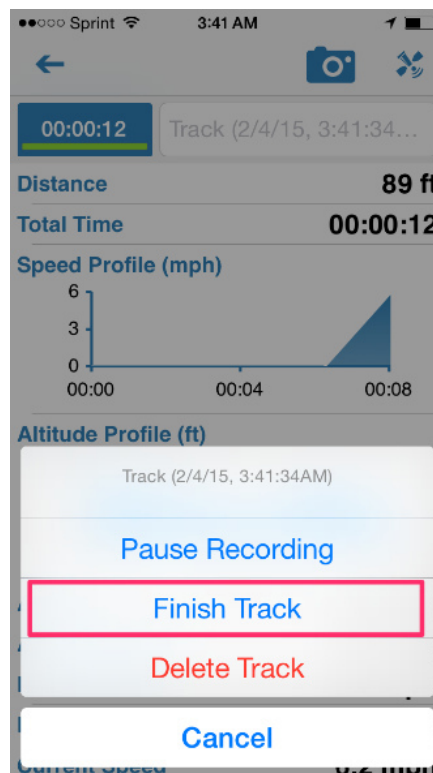 Sprint 3:41 AM
00:00:12 Track (2/4/15, 3:41:34...
Distance 89 ft
Total Time 00:00:12
Speed Profile (mph)
6
3
0
00:00 00:04 00:08
Altitude Profile (ft)
Track (2/4/15, 3:41:34AM)
Pause Recording
Finish Track
Delete Track
Cancel
Current Speed